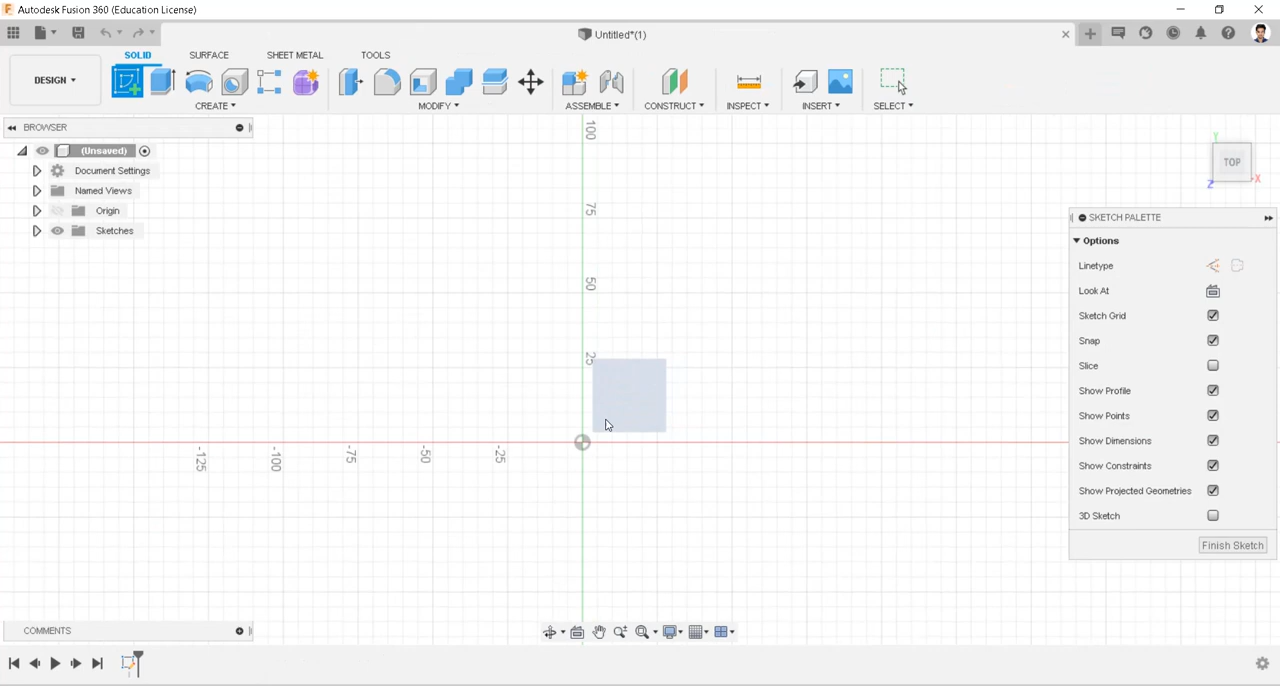 Autodesk Fusion 360 (Education License)
Untitled*(1)
SOLID SURFACE SHEET METAL TOOLS
DESIGN
CREATE MODIFY ASSEMBLE CONSTRUCT INSPECT INSERT SELECT
BROWSER
(Unsaved)
Document Settings
Named Views
Origin
Sketches
100
75
50
25
-125
-100
-75
-50
-25
Y
TOP
X
Z
SKETCH PALETTE
Options
Linetype
Look At
Sketch Grid
Snap
Slice
Show Profile
Show Points
Show Dimensions
Show Constraints
Show Projected Geometries
3D Sketch
Finish Sketch
COMMENTS